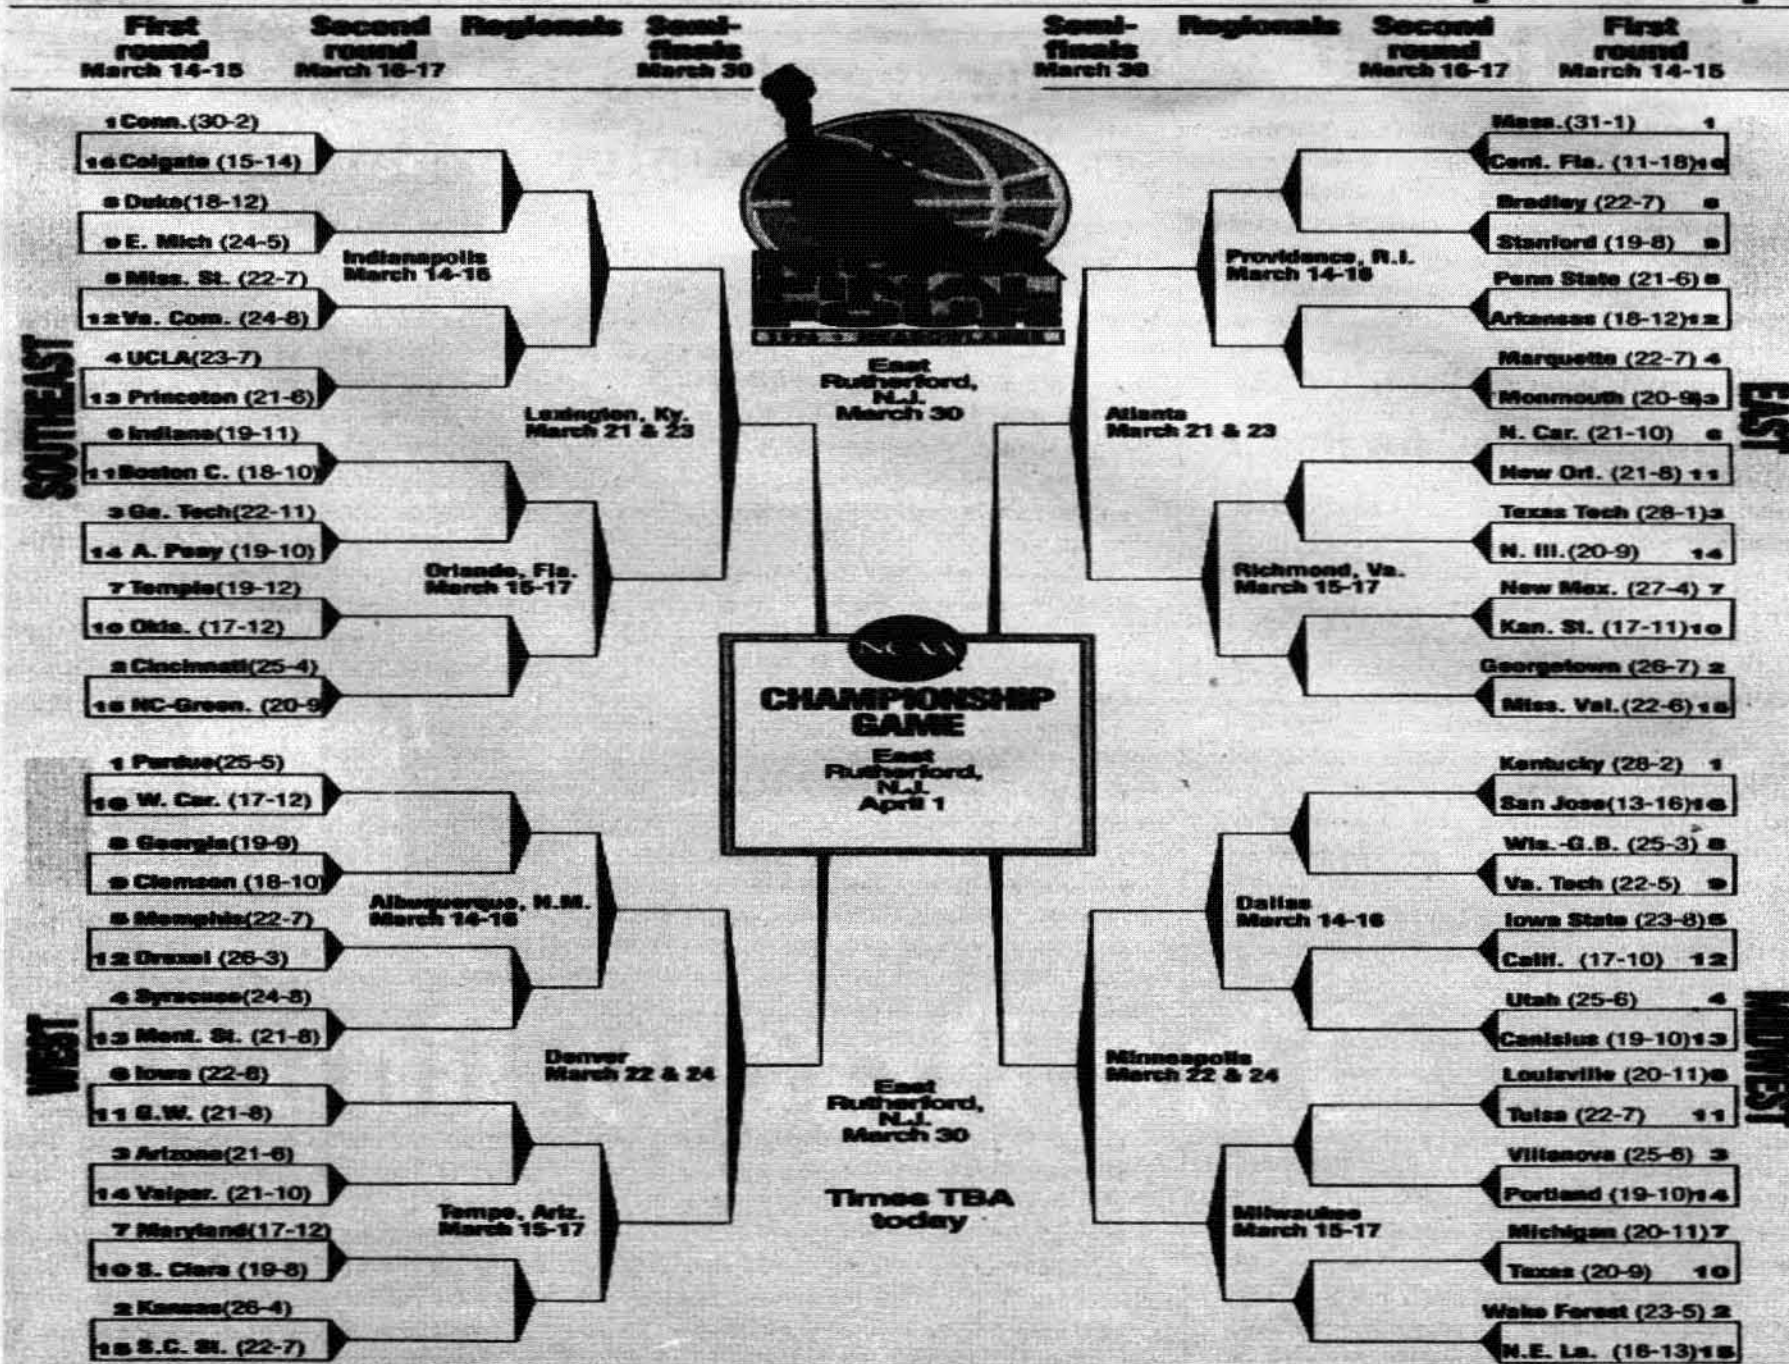 First round March 14-15
Second round March 16-17
Regionals
Semi-finals March 30
Semi-finals March 30
Regionals
Second round March 16-17
First round March 14-15
SOUTHEAST
1 Conn.(30-2)
16 Colgate (15-14)
8 Duke(18-12)
9 E. Mich (24-5)
5 Miss. St. (22-7)
12 Va. Com. (24-8)
4 UCLA(23-7)
13 Princeton (21-6)
6 Indiana(19-11)
11 Boston C. (18-10)
3 Ga. Tech(22-11)
14 A. Peay (19-10)
7 Temple(19-12)
10 Okla. (17-12)
2 Cincinnati(25-4)
15 NC-Green. (20-9
Indianapolis
March 14-16
Lexington, Ky.
March 21 & 23
Orlando, Fla.
March 15-17
WEST
1 Purdue(25-5)
16 W. Car. (17-12)
8 Georgia(19-9)
9 Clemson (18-10)
5 Memphis(22-7)
12 Drexel (26-3)
4 Syracuse(24-8)
13 Mont. St. (21-8)
6 Iowa (22-8)
11 G.W. (21-8)
3 Arizona(21-6)
14 Valpar. (21-10)
7 Maryland(17-12)
10 S. Clara (19-8)
2 Kansas(26-4)
15 S.C. St. (22-7)
Albuquerque, N.M.
March 14-16
Denver
March 22 & 24
Tempe, Ariz.
March 15-17
East
Rutherford,
N.J.
March 30
NCAA
CHAMPIONSHIP
GAME
East
Rutherford,
N.J.
April 1
East
Rutherford,
N.J.
March 30
Times TBA
today
EAST
Mass.(31-1) 1
Cent. Fla. (11-18)16
Bradley (22-7) 8
Stanford (19-8) 9
Penn State (21-6) 5
Arkansas (18-12)12
Marquette (22-7) 4
Monmouth (20-9)13
N. Car. (21-10) 6
New Orl. (21-8) 11
Texas Tech (28-1)3
N. Ill.(20-9) 14
New Mex. (27-4) 7
Kan. St. (17-11)10
Georgetown (26-7) 2
Miss. Val.(22-6)15
Providence, R.I.
March 14-16
Atlanta
March 21 & 23
Richmond, Va.
March 15-17
MIDWEST
Kentucky (28-2) 1
San Jose(13-16)16
Wis.-G.B. (25-3) 8
Va. Tech (22-5) 9
Iowa State (23-8)5
Calif. (17-10) 12
Utah (25-6) 4
Canisius (19-10)13
Louisville (20-11)6
Tulsa (22-7) 11
Villanova (25-6) 3
Portland (19-10)14
Michigan (20-11)7
Texas (20-9) 10
Wake Forest (23-5) 2
N.E. La. (16-13)15
Dallas
March 14-16
Minneapolis
March 22 & 24
Milwaukee
March 15-17